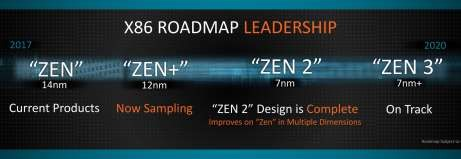 X86 ROADMAP LEADERSHIP
2017
2020
“ZEN”
14nm
“ZEN+”
12nm
“ZEN 2”
7nm
“ZEN 3”
7nm+
Current Products
Now Sampling
“ZEN 2” Design is Complete
Improves on “Zen” in Multiple Dimensions
On Track
Roadmap Subject to